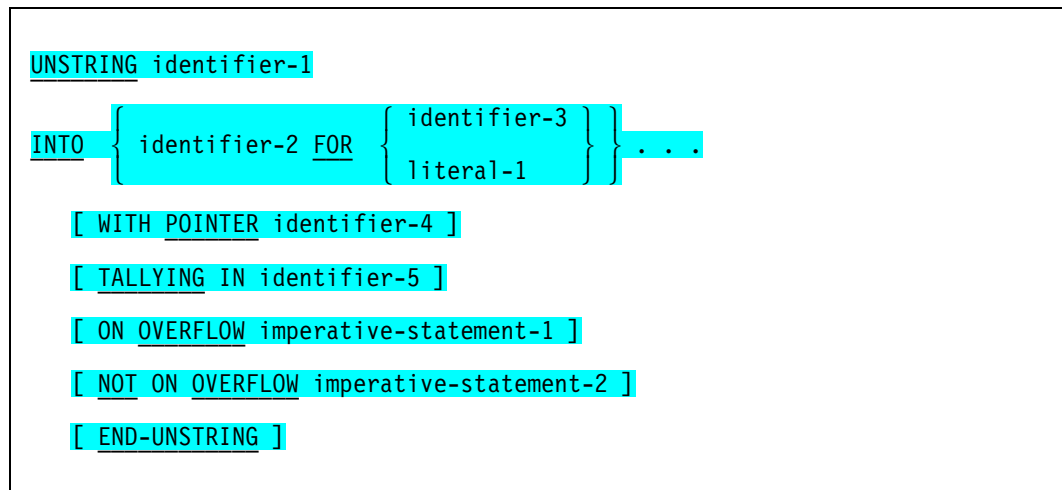 UNSTRING identifier-1
identifier-3
INTO { identifier-2 FOR { } } . . .
literal-1
[ WITH POINTER identifier-4 ]
[ TALLYING IN identifier-5 ]
[ ON OVERFLOW imperative-statement-1 ]
[ NOT ON OVERFLOW imperative-statement-2 ]
[ END-UNSTRING ]